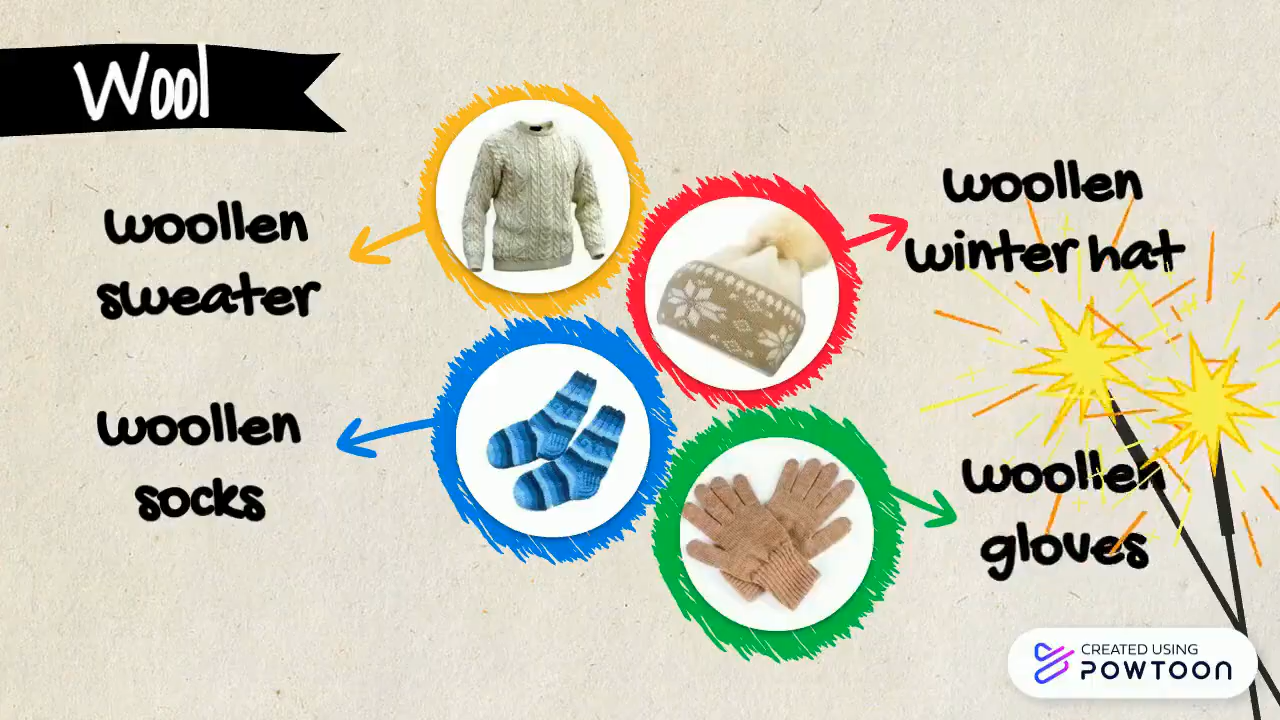 Wool
woollen
sweater
woollen
winter hat
woollen
socks
woollen
gloves
CREATED USING
POWTOON